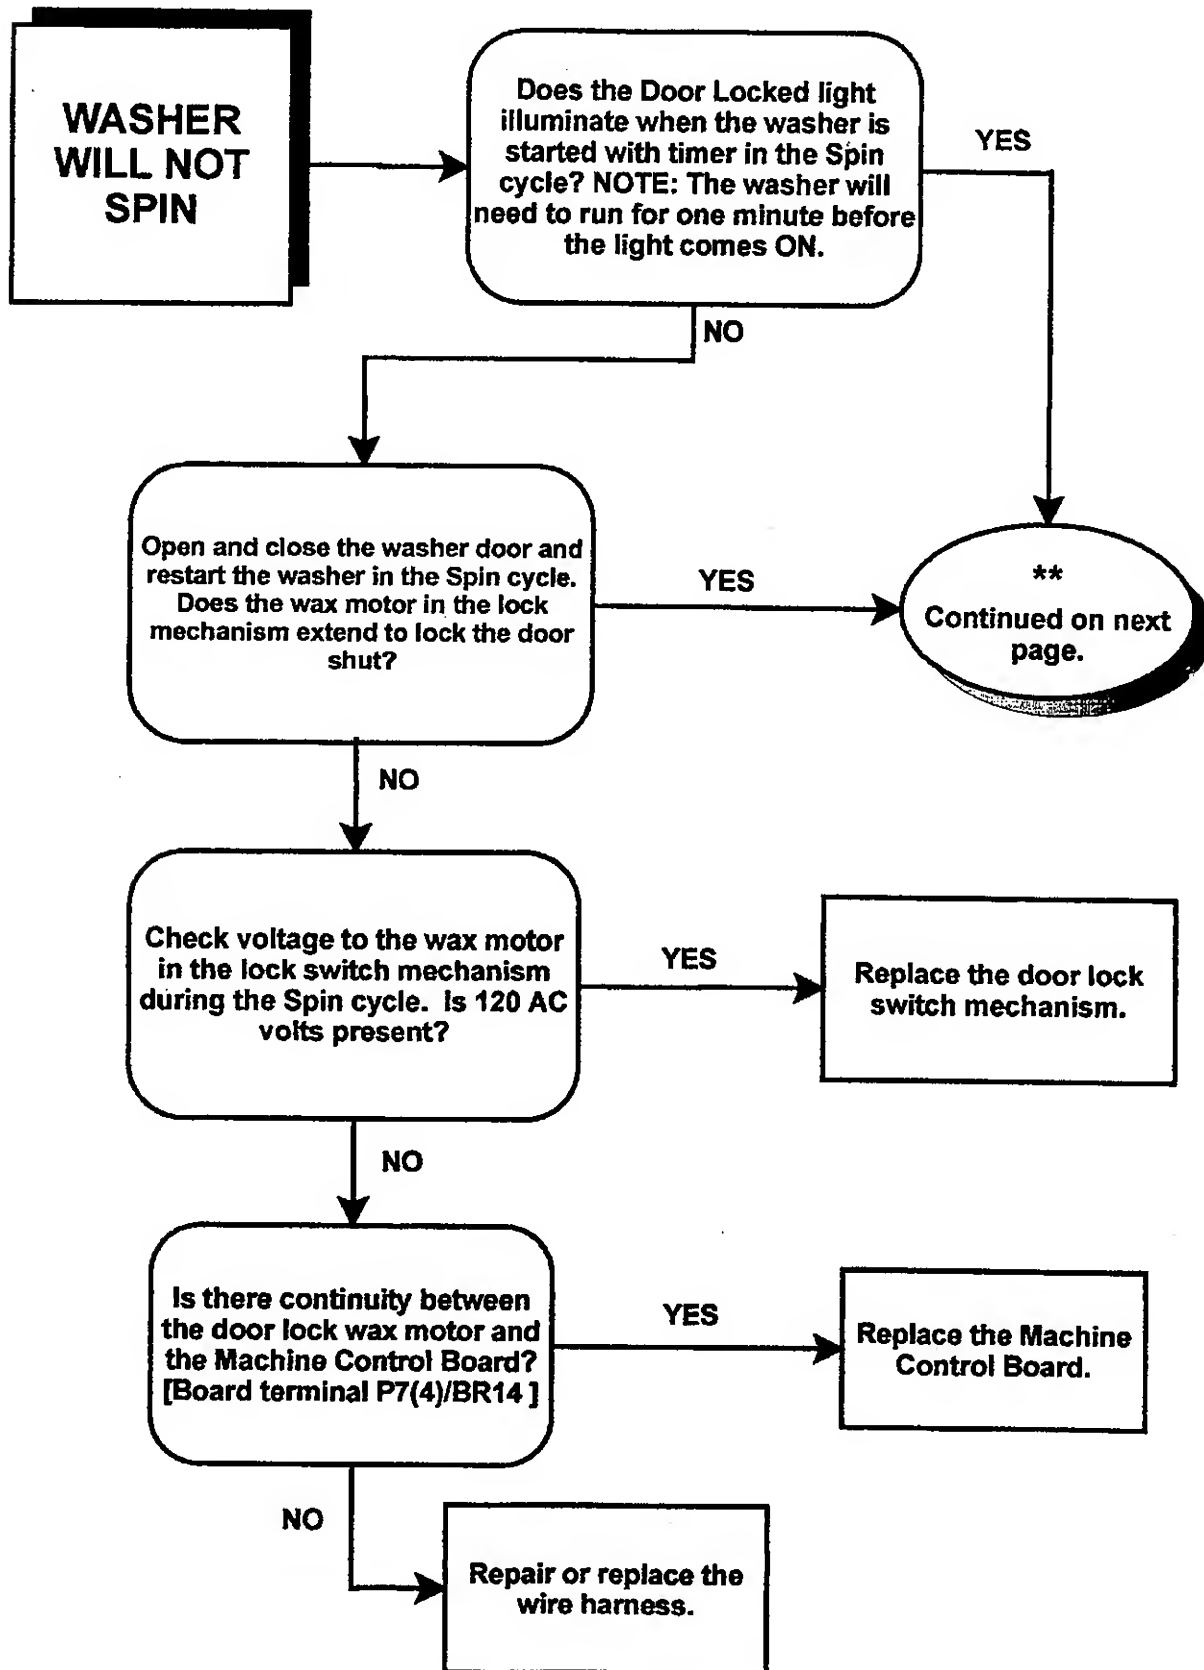 WASHER
WILL NOT
SPIN
Does the Door Locked light
illuminate when the washer is
started with timer in the Spin
cycle? NOTE: The washer will
need to run for one minute before
the light comes ON.
YES
NO
Open and close the washer door and
restart the washer in the Spin cycle.
Does the wax motor in the lock
mechanism extend to lock the door
shut?
YES
**
Continued on next
page.
NO
Check voltage to the wax motor
in the lock switch mechanism
during the Spin cycle. Is 120 AC
volts present?
YES
Replace the door lock
switch mechanism.
NO
Is there continuity between
the door lock wax motor and
the Machine Control Board?
[Board terminal P7(4)/BR14 ]
YES
Replace the Machine
Control Board.
NO
Repair or replace the
wire harness.